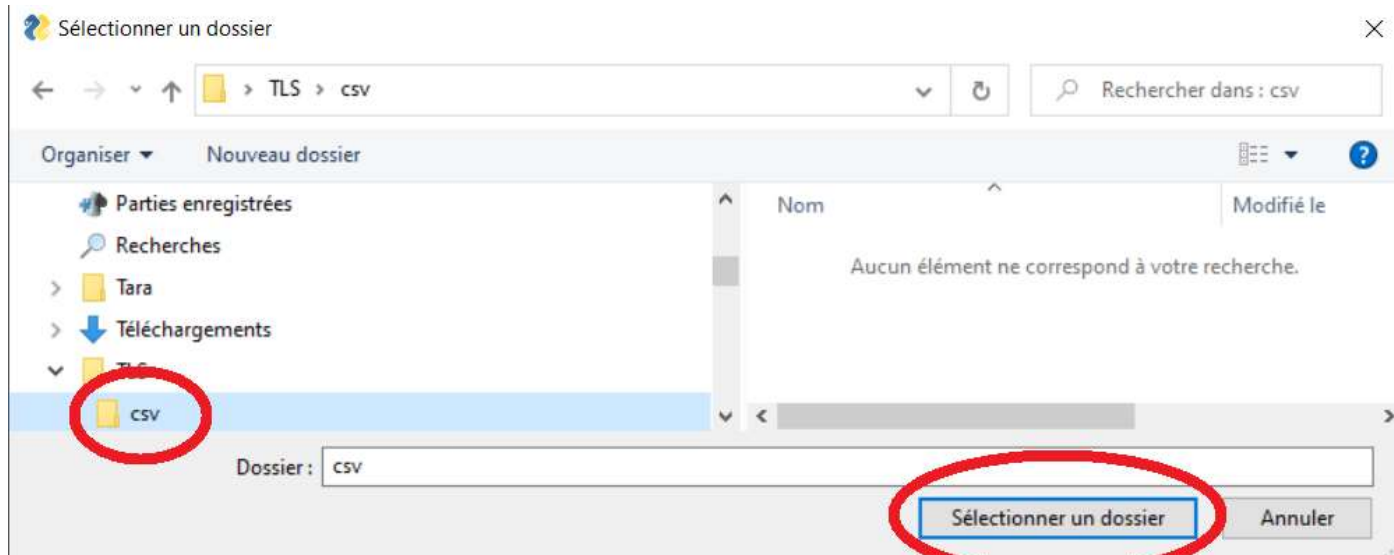 Sélectionner un dossier
TLS > csv
Rechercher dans : csv
Organiser
Nouveau dossier
Parties enregistrées
Nom
Modifié le
Recherches
Aucun élément ne correspond à votre recherche.
Tara
Téléchargements
TLS
csv
Dossier : csv
Sélectionner un dossier
Annuler